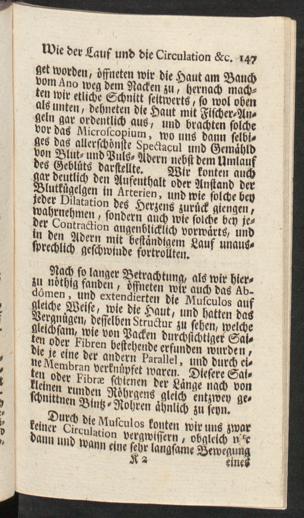 Wie der Lauf und die Circulation &c. 147
get worden, öffneten wir die Haut am Bauch
vom Ano weg dem Nacken zu, hernach mach-
ten wir etliche Schnitt seitwerts, so wol oben
als unten, dehneten die Haut mit Fischer-An-
geln gar ordentlich aus, und brachten solche
vor das Microscopium, wo uns dann selbi-
ges das allerschönste Spectacul und Gemähld
von Blut- und Puls-Adern nebst dem Umlauf
des Geblüts darstellte. Wir konten auch
gar deutlich den Aufenthalt oder Anstand der
Blutkügelgen in Arterien, und wie solche bey
jeder Dilatation des Herzens zurück giengen,
wahrnehmen, sondern auch wie solche bey je-
der Contraction augenblicklich vorwärts, und
in den Adern mit beständigem Lauf unaus-
sprechlich geschwinde fortrollten.
Nach so langer Betrachtung, als wir hier-
zu nöthig fanden, öffneten wir auch das Ab-
dömen, und extendierten die Musculos auf
gleiche Weise, wie die Haut, und hatten das
Vergnügen, desselben Structur zu sehen, welche
gleichsam, wie von Packen durchsichtiger Sai-
ten oder Fibren bestehende erfunden wurden,
die je eine der andern Parallel, und durch ei-
ne Membran verknüpfet waren. Diesere Sai-
ten oder Fibræ schienen der Länge nach von
kleinen runden Röhrgens gleich entzwey ge-
schnittnen Bintz-Rohren ähnlich zu seyn.
Durch die Musculos konten wir uns zwar
keiner Circulation vergwissern, obgleich wir
dann und wann eine sehr langsame Bewegung
K 2 eines